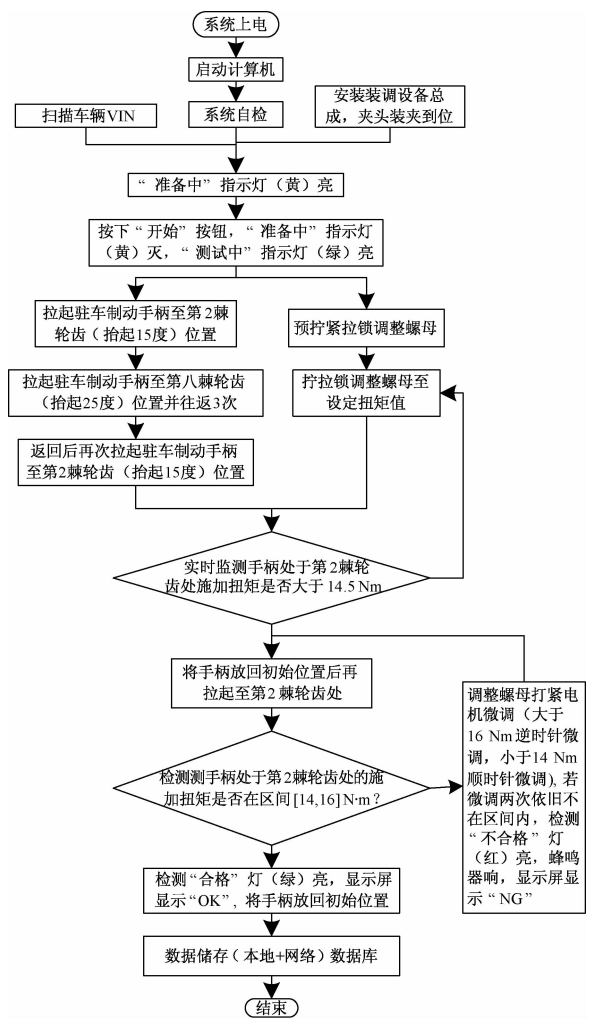 系统上电
启动计算机
扫描车辆VIN
系统自检
安装装调设备总
成，夹头装夹到位
“准备中”指示灯（黄）亮
按下“开始”按钮，“准备中”指示灯
（黄）灭，“测试中”指示灯（绿）亮
拉起驻车制动手柄至第2棘
轮齿（抬起15度）位置
预拧紧拉锁调整螺母
拉起驻车制动手柄至第八棘轮齿
（抬起25度）位置并往返3次
拧拉锁调整螺母至
设定扭矩值
返回后再次拉起驻车制动手柄
至第2棘轮齿（抬起15度）位置
实时监测手柄处于第2棘轮
齿处施加扭矩是否大于14.5 Nm
将手柄放回初始位置后再
拉起至第2棘轮齿处
调整螺母打紧电
机微调（大于
16 Nm逆时针微
调，小于14 Nm
顺时针微调），若
微调两次依旧不
在区间内，检测
“不合格”灯
（红）亮，蜂鸣
器响，显示屏显
示“NG”
检测测手柄处于第2棘轮齿处的施
加扭矩是否在区间[14,16]N·m？
检测“合格”灯（绿）亮，显示屏
显示“OK”，将手柄放回初始位置
数据储存（本地+网络）数据库
结束